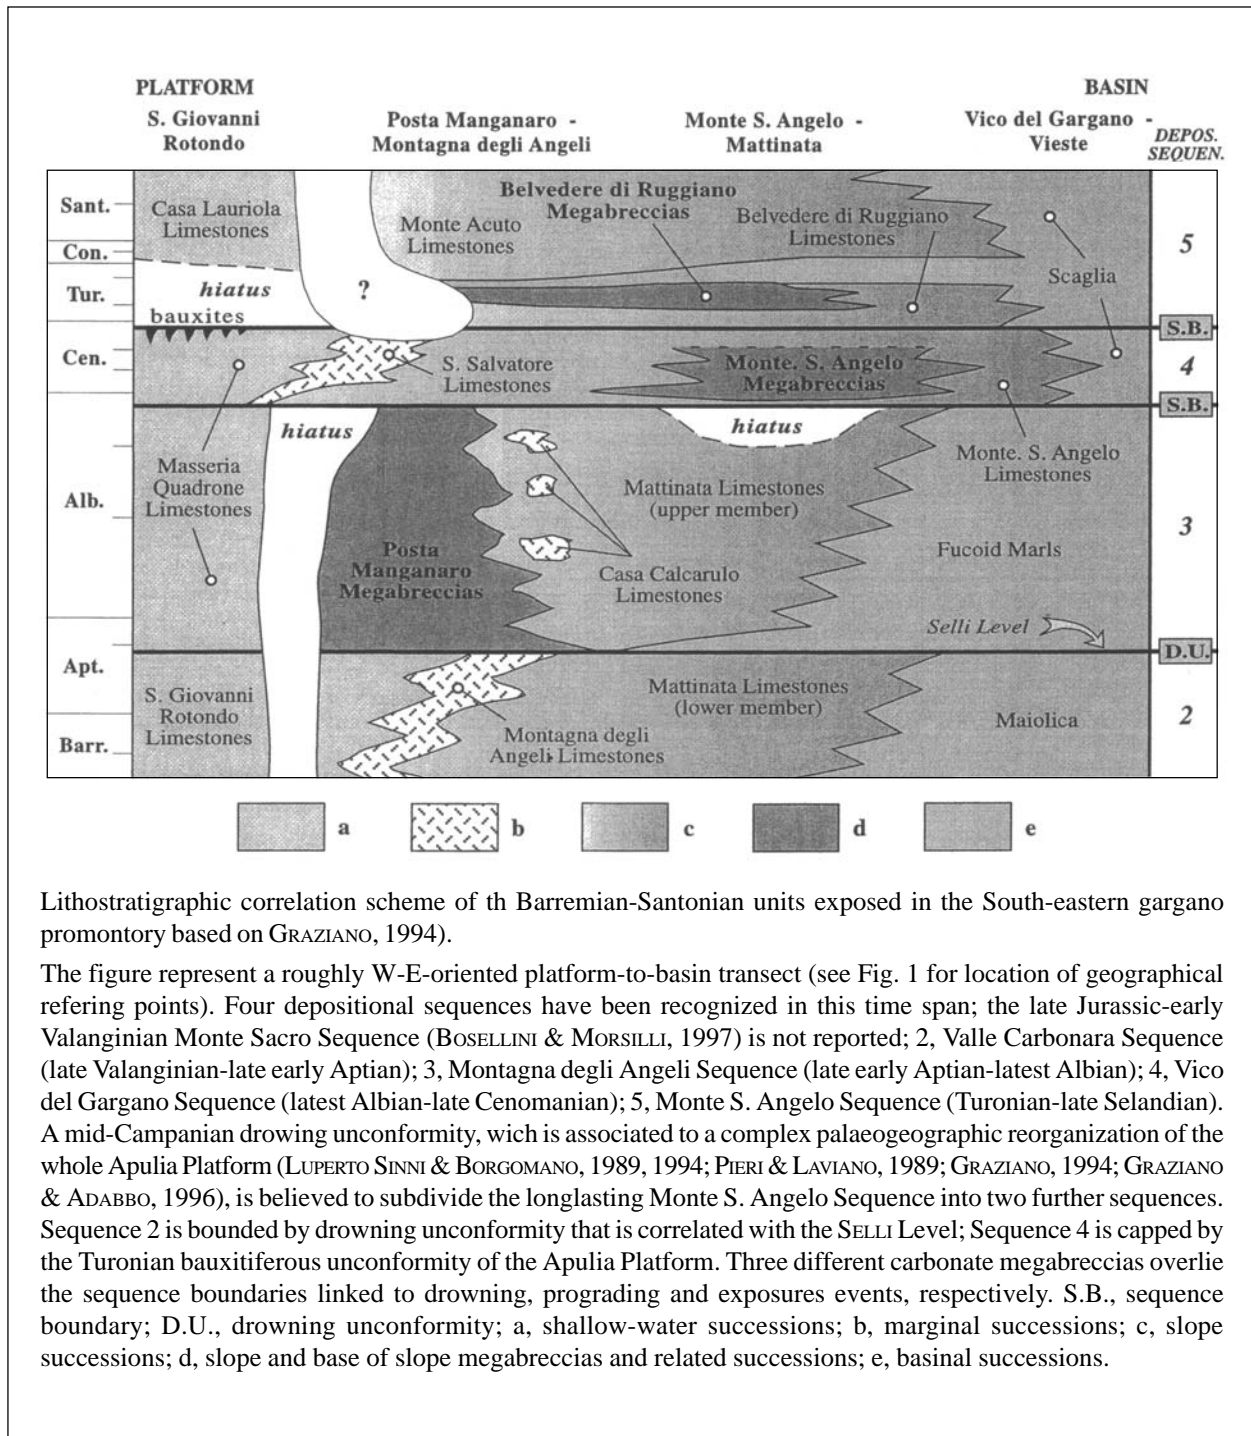 PLATFORM
BASIN
S. Giovanni
Rotondo
Posta Manganaro -
Montagna degli Angeli
Monte S. Angelo -
Mattinata
Vico del Gargano -
Vieste
DEPOS.
SEQUEN.
Sant.
Con.
Tur.
Cen.
Alb.
Apt.
Barr.
Casa Lauriola
Limestones
Monte Acuto
Limestones
Belvedere di Ruggiano
Megabreccias
Belvedere di Ruggiano
Limestones
Scaglia
5
hiatus
?
bauxites
S.B.
S. Salvatore
Limestones
Monte. S. Angelo
Megabreccias
4
S.B.
hiatus
hiatus
Masseria
Quadrone
Limestones
Mattinata Limestones
(upper member)
Monte. S. Angelo
Limestones
3
Posta
Manganaro
Megabreccias
Casa Calcarulo
Limestones
Fucoid Marls
Selli Level
D.U.
S. Giovanni
Rotondo
Limestones
Montagna degli
Angeli Limestones
Mattinata Limestones
(lower member)
Maiolica
2
a
b
c
d
e
Lithostratigraphic correlation scheme of th Barremian-Santonian units exposed in the South-eastern gargano
promontory based on GRAZIANO, 1994).
The figure represent a roughly W-E-oriented platform-to-basin transect (see Fig. 1 for location of geographical
refering points). Four depositional sequences have been recognized in this time span; the late Jurassic-early
Valanginian Monte Sacro Sequence (BOSELLINI & MORSILLI, 1997) is not reported; 2, Valle Carbonara Sequence
(late Valanginian-late early Aptian); 3, Montagna degli Angeli Sequence (late early Aptian-latest Albian); 4, Vico
del Gargano Sequence (latest Albian-late Cenomanian); 5, Monte S. Angelo Sequence (Turonian-late Selandian).
A mid-Campanian drowing unconformity, wich is associated to a complex palaeogeographic reorganization of the
whole Apulia Platform (LUPERTO SINNI & BORGOMANO, 1989, 1994; PIERI & LAVIANO, 1989; GRAZIANO, 1994; GRAZIANO
& ADABBO, 1996), is believed to subdivide the longlasting Monte S. Angelo Sequence into two further sequences.
Sequence 2 is bounded by drowning unconformity that is correlated with the SELLI Level; Sequence 4 is capped by
the Turonian bauxitiferous unconformity of the Apulia Platform. Three different carbonate megabreccias overlie
the sequence boundaries linked to drowning, prograding and exposures events, respectively. S.B., sequence
boundary; D.U., drowning unconformity; a, shallow-water successions; b, marginal successions; c, slope
successions; d, slope and base of slope megabreccias and related successions; e, basinal successions.